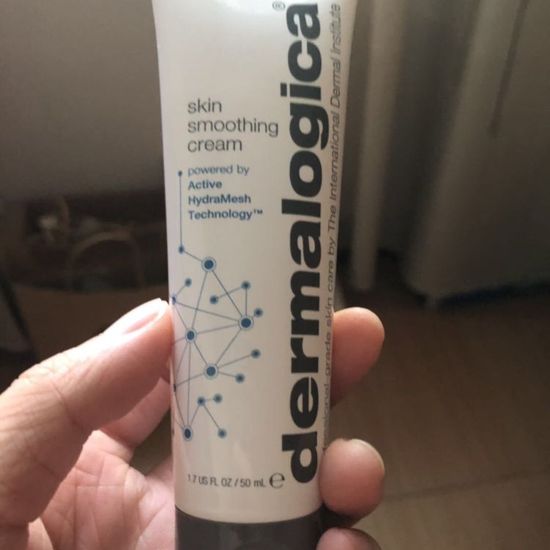 skin
smoothing
cream
powered by
Active
HydraMesh
Technology™
dermalogica®
skin care by The International Dermal Institute
1.7 US FL OZ / 50 mL ℮